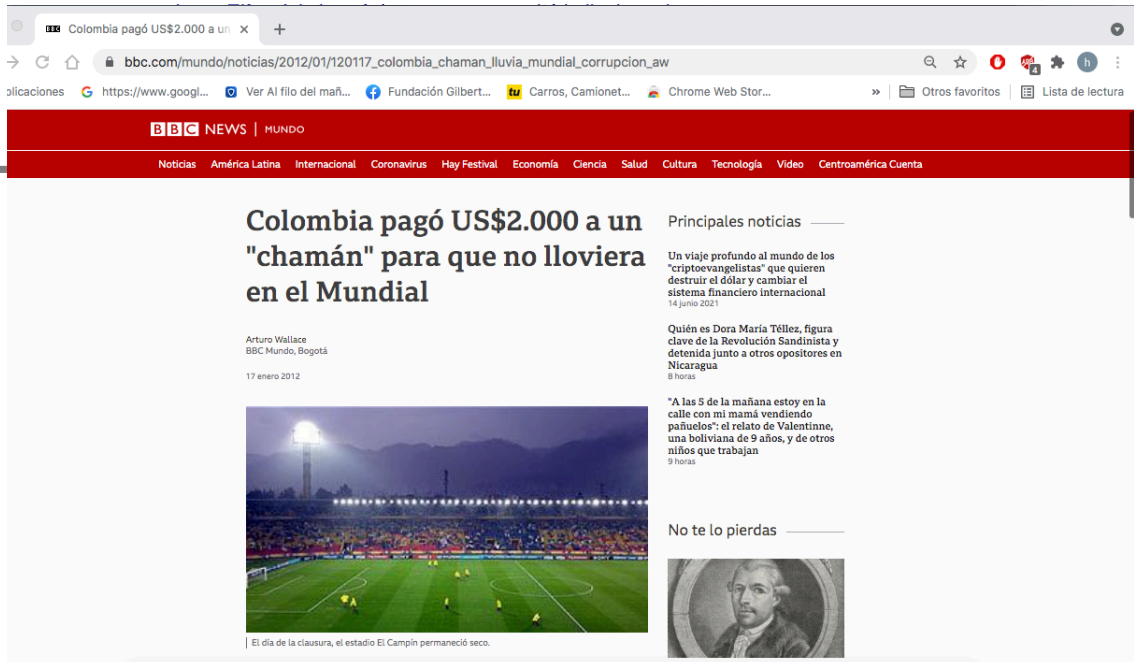 Colombia pagó US$2.000 a un
bbc.com/mundo/noticias/2012/01/120117_colombia_chaman_lluvia_mundial_corrupcion_aw
plicaciones
https://www.googl...
Ver Al filo del mañ...
Fundación Gilbert...
tu
Carros, Camionet...
Chrome Web Stor...
»
Otros favoritos
Lista de lectura
BBC NEWS | MUNDO
Noticias América Latina Internacional Coronavirus Hay Festival Economía Ciencia Salud Cultura Tecnología Video Centroamérica Cuenta
Colombia pagó US$2.000 a un
"chamán" para que no lloviera
en el Mundial
Arturo Wallace
BBC Mundo, Bogotá
17 enero 2012
El día de la clausura, el estadio El Campín permaneció seco.
Principales noticias
Un viaje profundo al mundo de los
"criptoevangelistas" que quieren
destruir el dólar y cambiar el
sistema financiero internacional
14 junio 2021
Quién es Dora María Téllez, figura
clave de la Revolución Sandinista y
detenida junto a otros opositores en
Nicaragua
8 horas
"A las 5 de la mañana estoy en la
calle con mi mamá vendiendo
pañuelos": el relato de Valentinne,
una boliviana de 9 años, y de otros
niños que trabajan
9 horas
No te lo pierdas